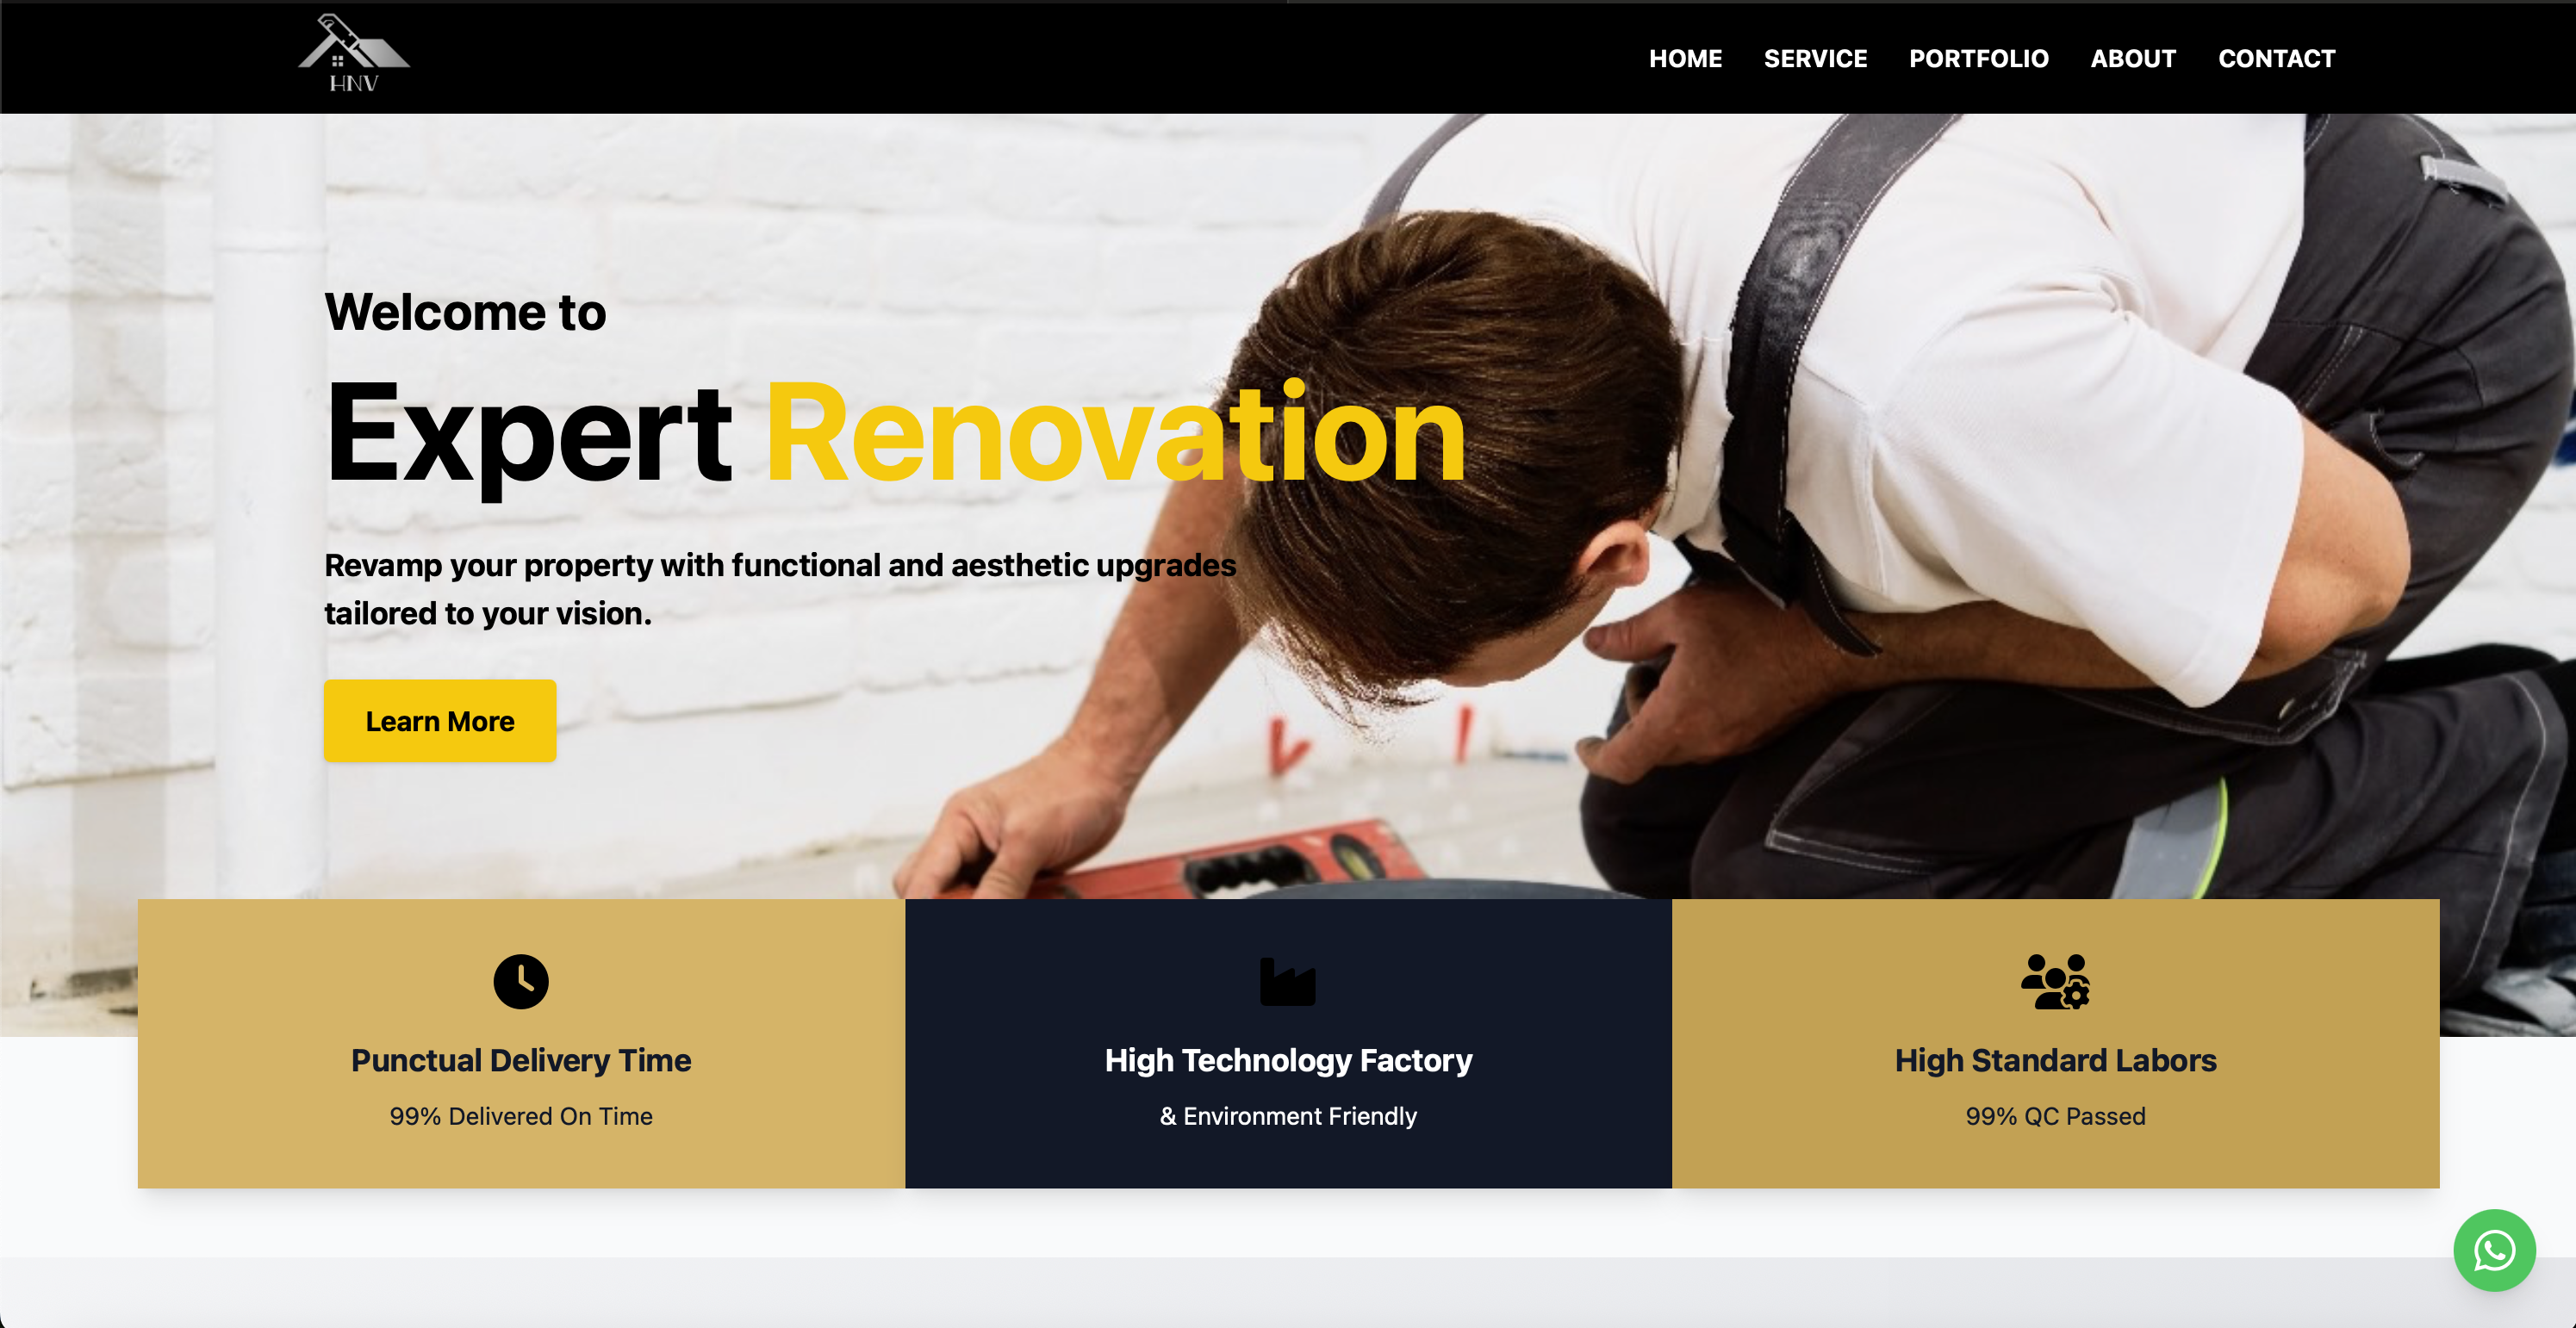 HNV
HOME SERVICE PORTFOLIO ABOUT CONTACT
Welcome to
Expert Renovation
Revamp your property with functional and aesthetic upgrades
tailored to your vision.
Learn More
Punctual Delivery Time
99% Delivered On Time
High Technology Factory
& Environment Friendly
High Standard Labors
99% QC Passed